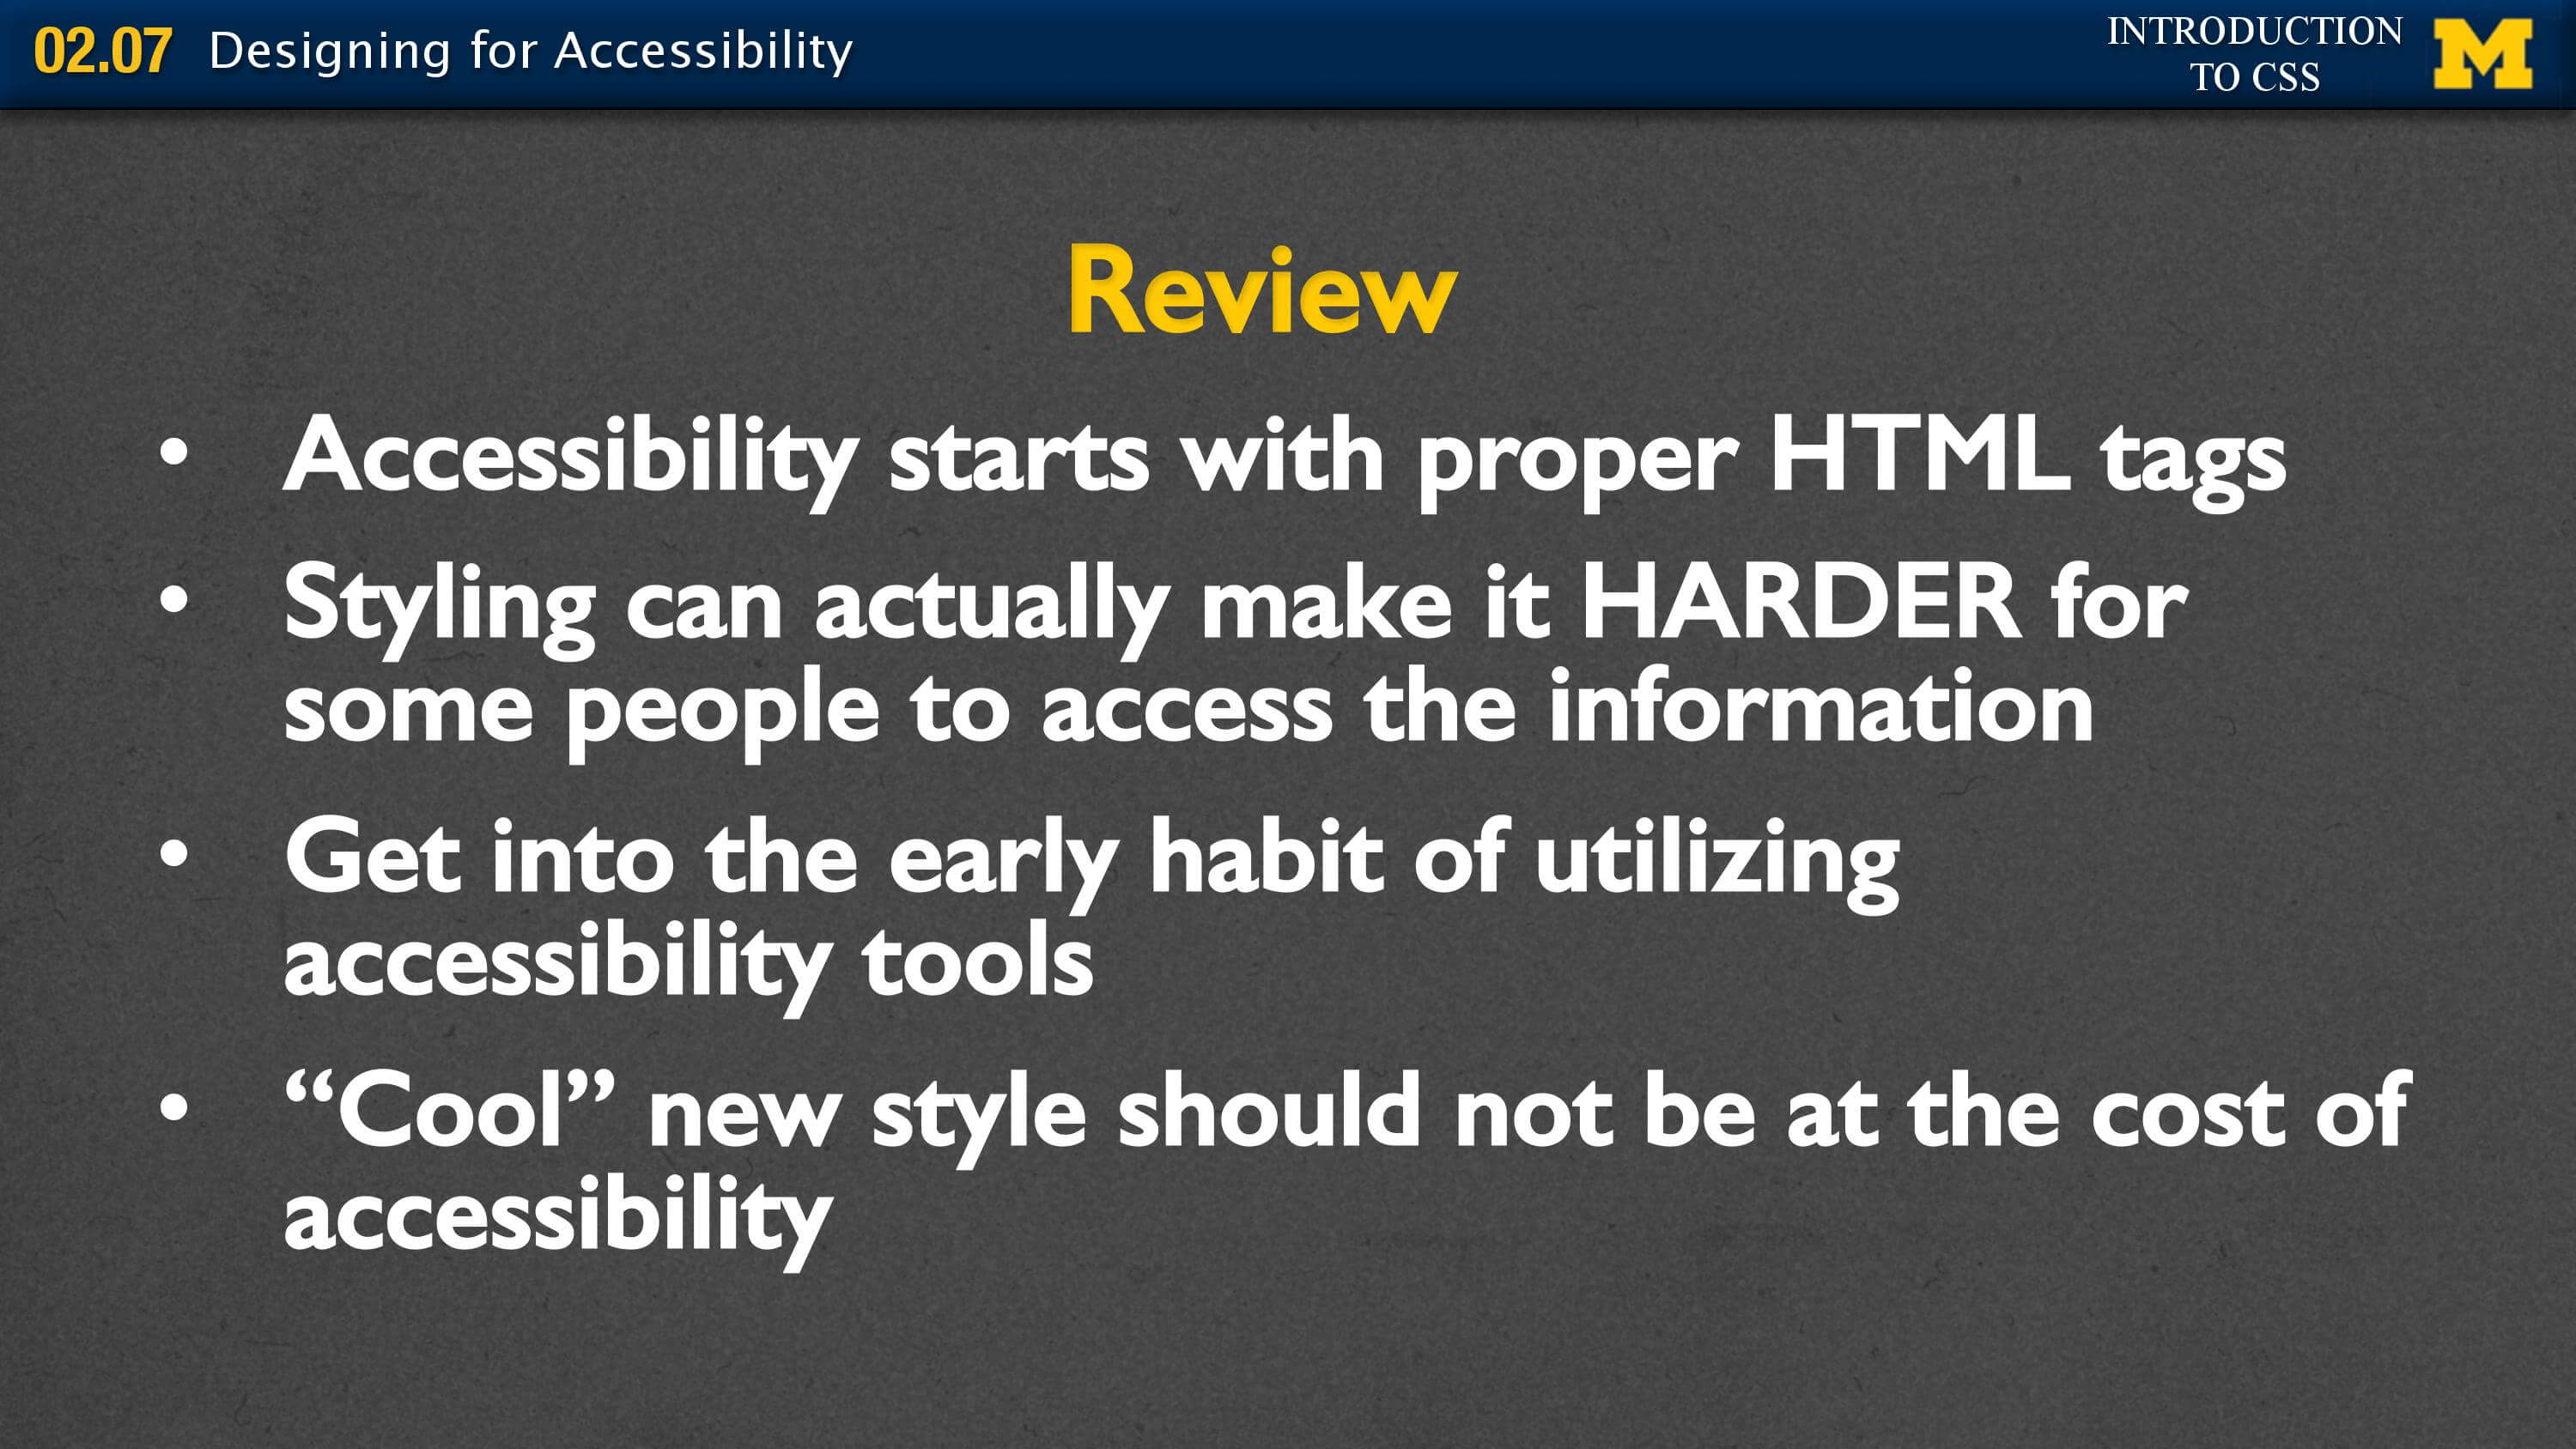 02.07 Designing for Accessibility
INTRODUCTION
TO CSS
M
Review
• Accessibility starts with proper HTML tags
• Styling can actually make it HARDER for
some people to access the information
• Get into the early habit of utilizing
accessibility tools
• “Cool” new style should not be at the cost of
accessibility